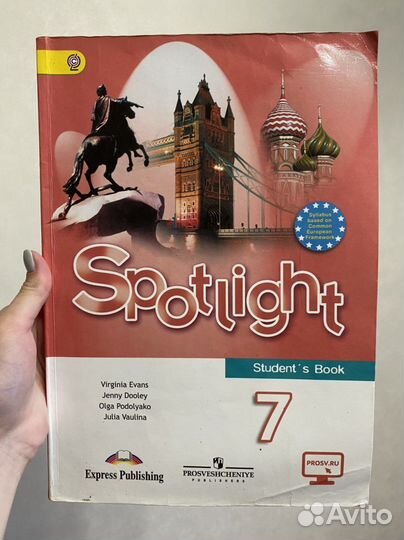 Syllabus
based on
Common
European
Framework
Spotlight
Student's Book
Virginia Evans
Jenny Dooley
Olga Podolyako
Julia Vaulina
7
Express Publishing
PROSVESHCHENIYE
PUBLISHERS
PROSV.RU
Avito